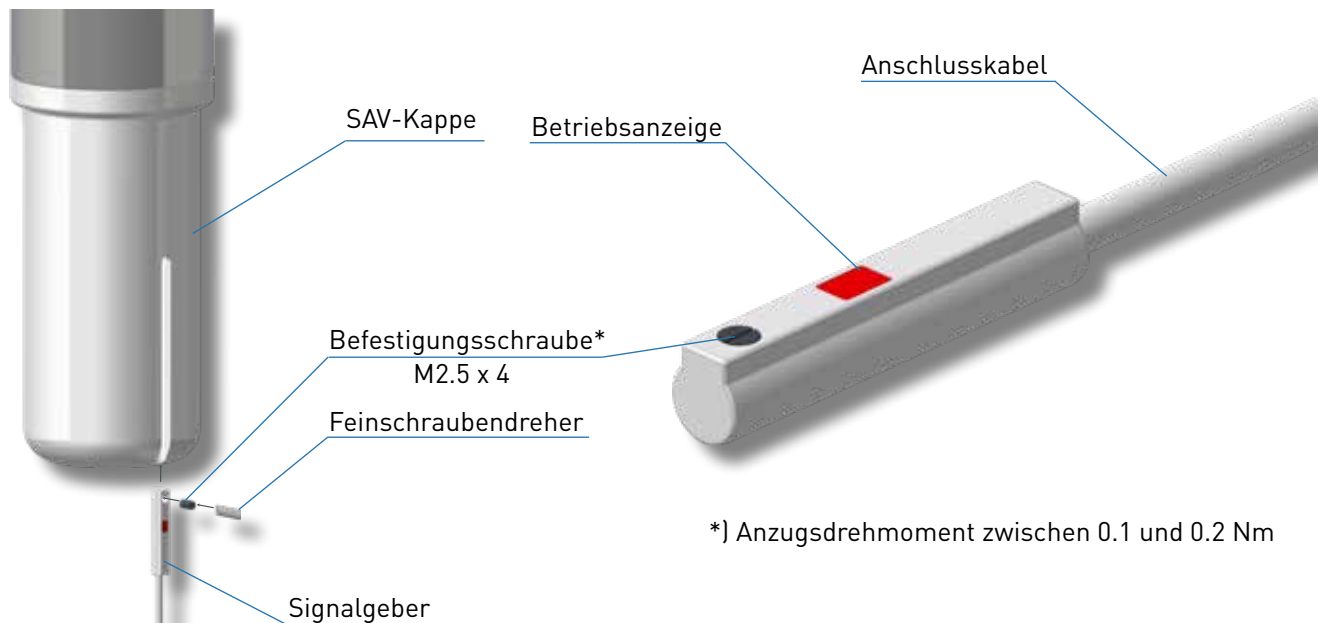 Anschlusskabel
SAV-Kappe
Betriebsanzeige
Befestigungsschraube*
M2.5 x 4
Feinschraubendreher
*) Anzugsdrehmoment zwischen 0.1 und 0.2 Nm
Signalgeber